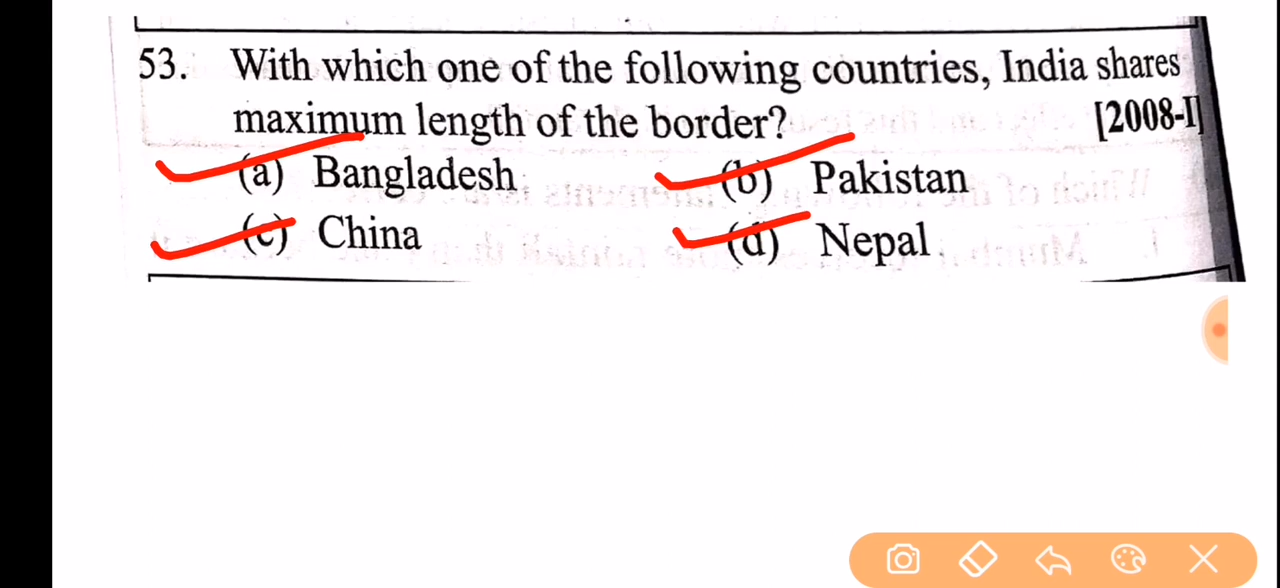 53. With which one of the following countries, India shares
maximum length of the border? [2008-I]
(a) Bangladesh (b) Pakistan
(c) China (d) Nepal